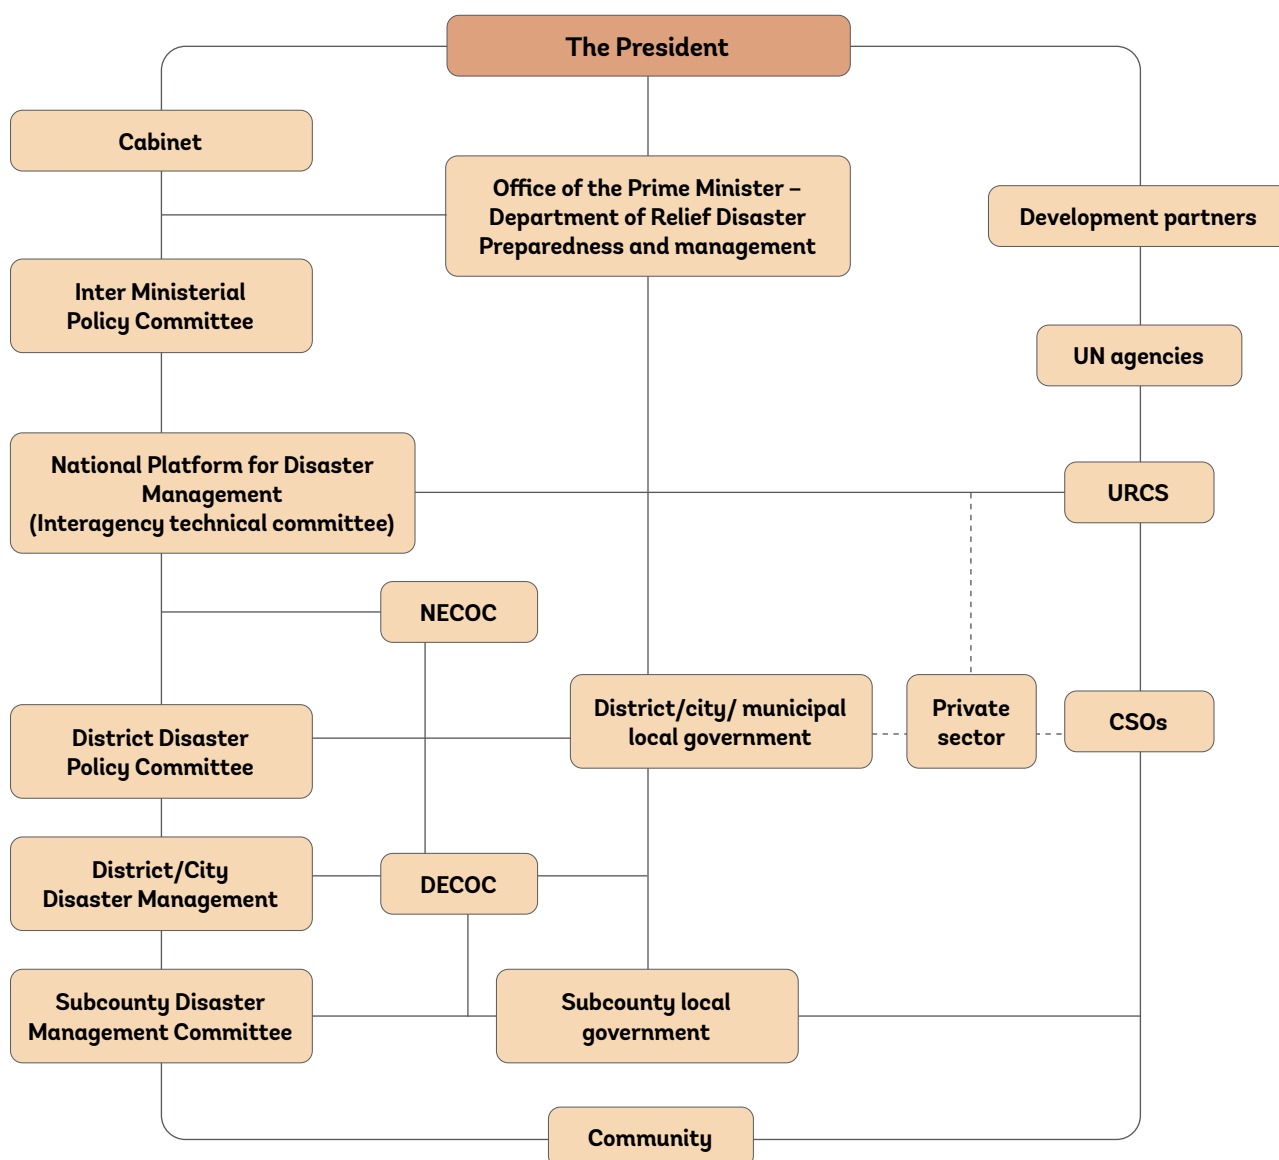 The President
Cabinet
Office of the Prime Minister –
Department of Relief Disaster
Preparedness and management
Development partners
Inter Ministerial
Policy Committee
UN agencies
National Platform for Disaster
Management
(Interagency technical committee)
URCS
NECOC
District/city/ municipal
local government
Private
sector
CSOs
District Disaster
Policy Committee
District/City
Disaster Management
DECOC
Subcounty Disaster
Management Committee
Subcounty local
government
Community